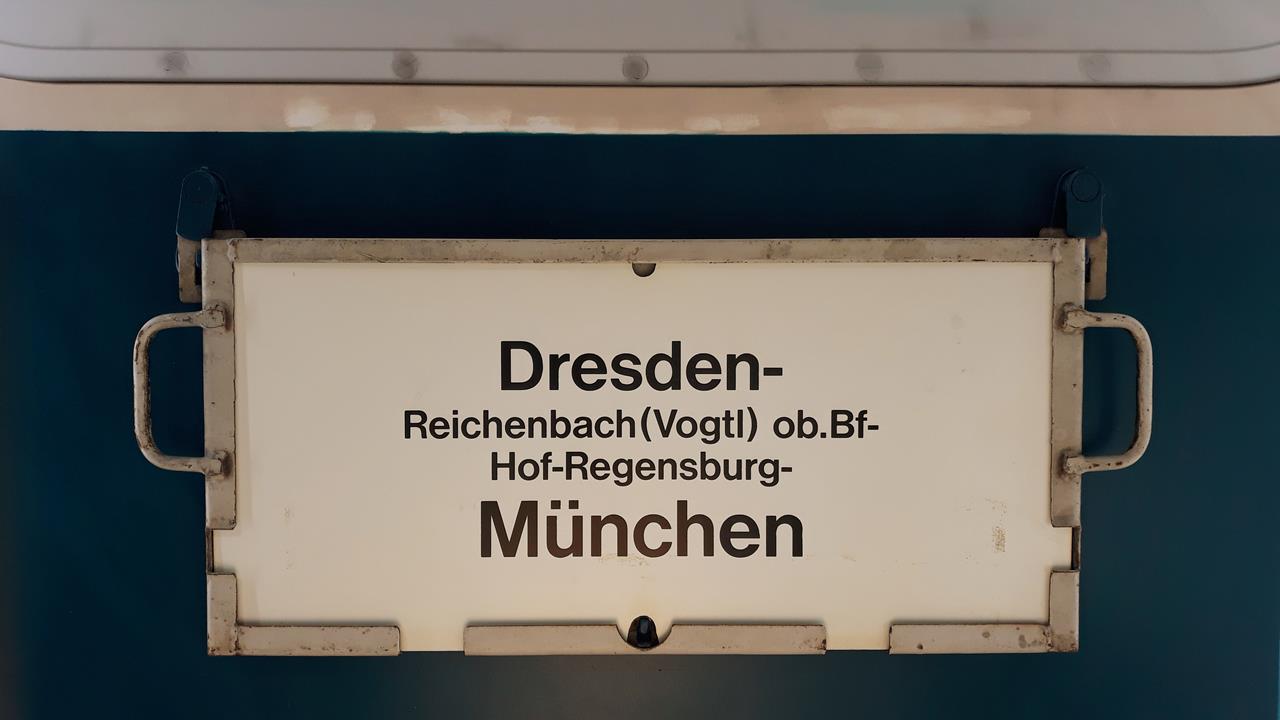 Dresden-
Reichenbach(Vogtl) ob.Bf-
Hof-Regensburg-
München